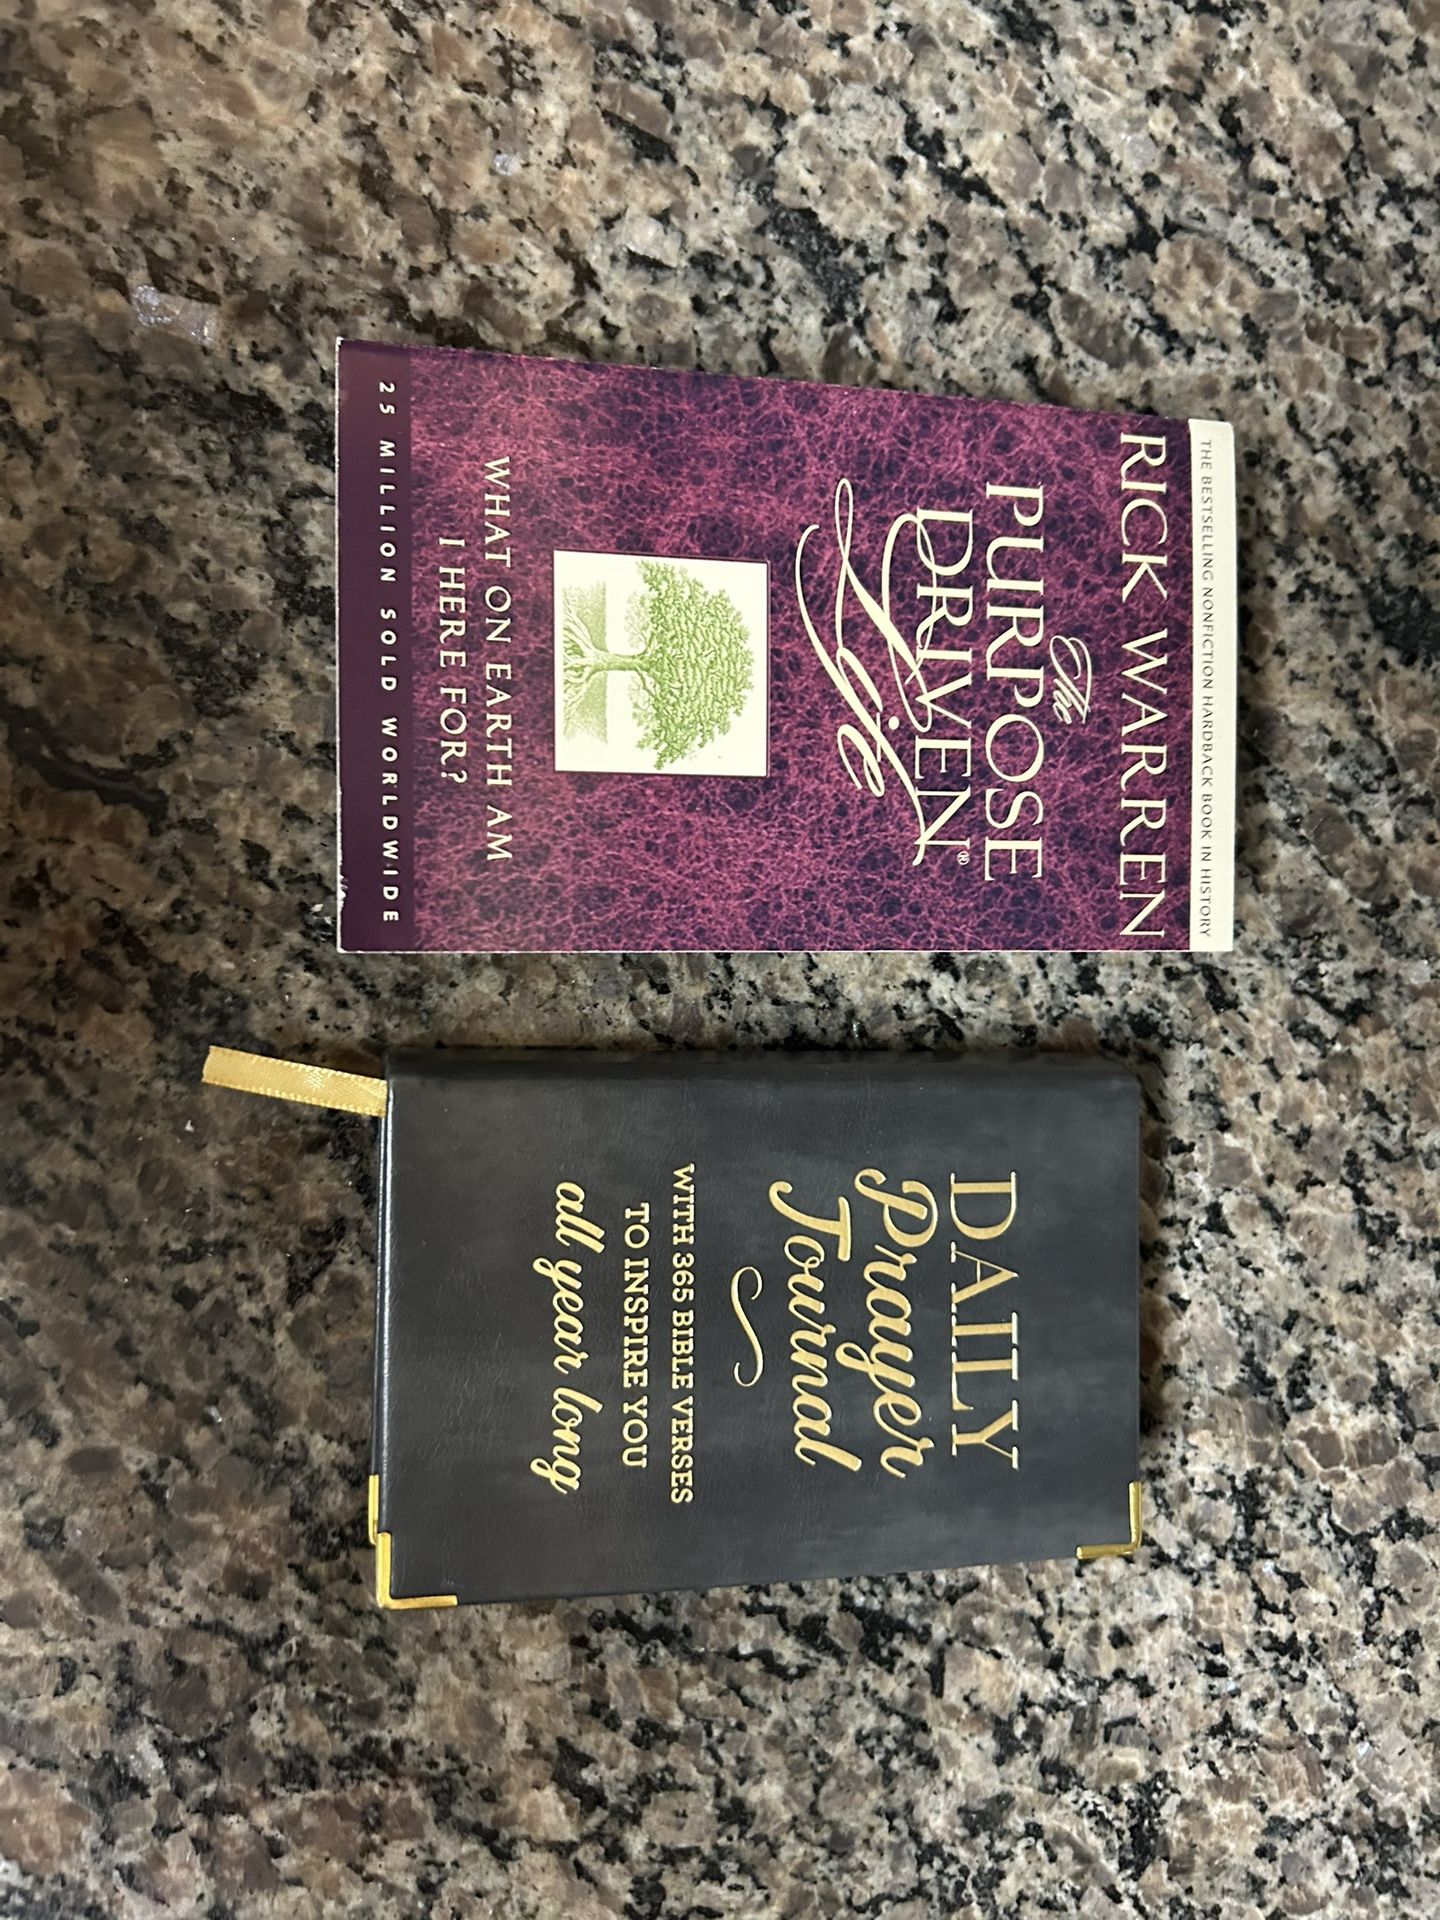 THE BESTSELLING NONFICTION HARDBACK BOOK IN HISTORY
RICK WARREN
The
PURPOSE
DRIVEN®
Life
WHAT ON EARTH AM
I HERE FOR?
25 MILLION SOLD WORLDWIDE
DAILY
Prayer
Journal
WITH 365 BIBLE VERSES
TO INSPIRE YOU
all year long